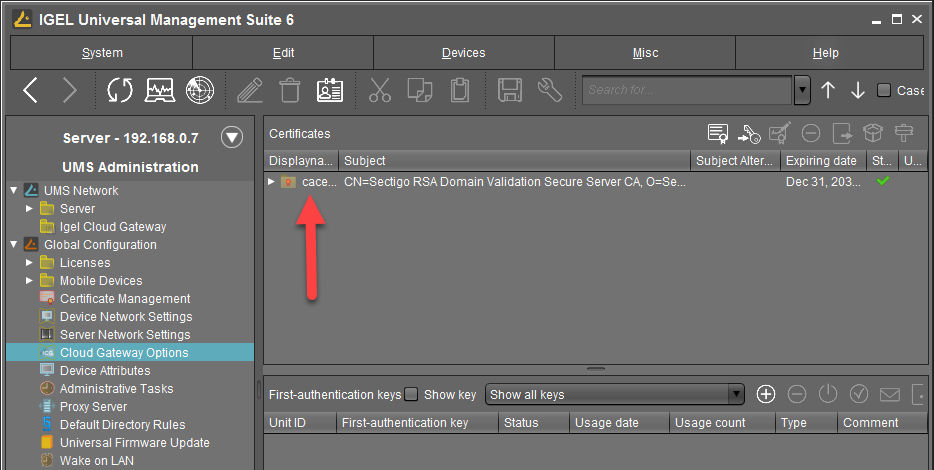 IGEL Universal Management Suite 6
System Edit Devices Misc Help
Search for... Case
Server - 192.168.0.7
UMS Administration
UMS Network
Server
Igel Cloud Gateway
Global Configuration
Licenses
Mobile Devices
Certificate Management
Device Network Settings
Server Network Settings
Cloud Gateway Options
Device Attributes
Administrative Tasks
Proxy Server
Default Directory Rules
Universal Firmware Update
Wake on LAN
Certificates
Displayna... Subject Subject Alter... Expiring date St... U...
cace... CN=Sectigo RSA Domain Validation Secure Server CA, O=Se... Dec 31, 203...
First-authentication keys Show key Show all keys
Unit ID First-authentication key Status Usage date Usage count Type Comment